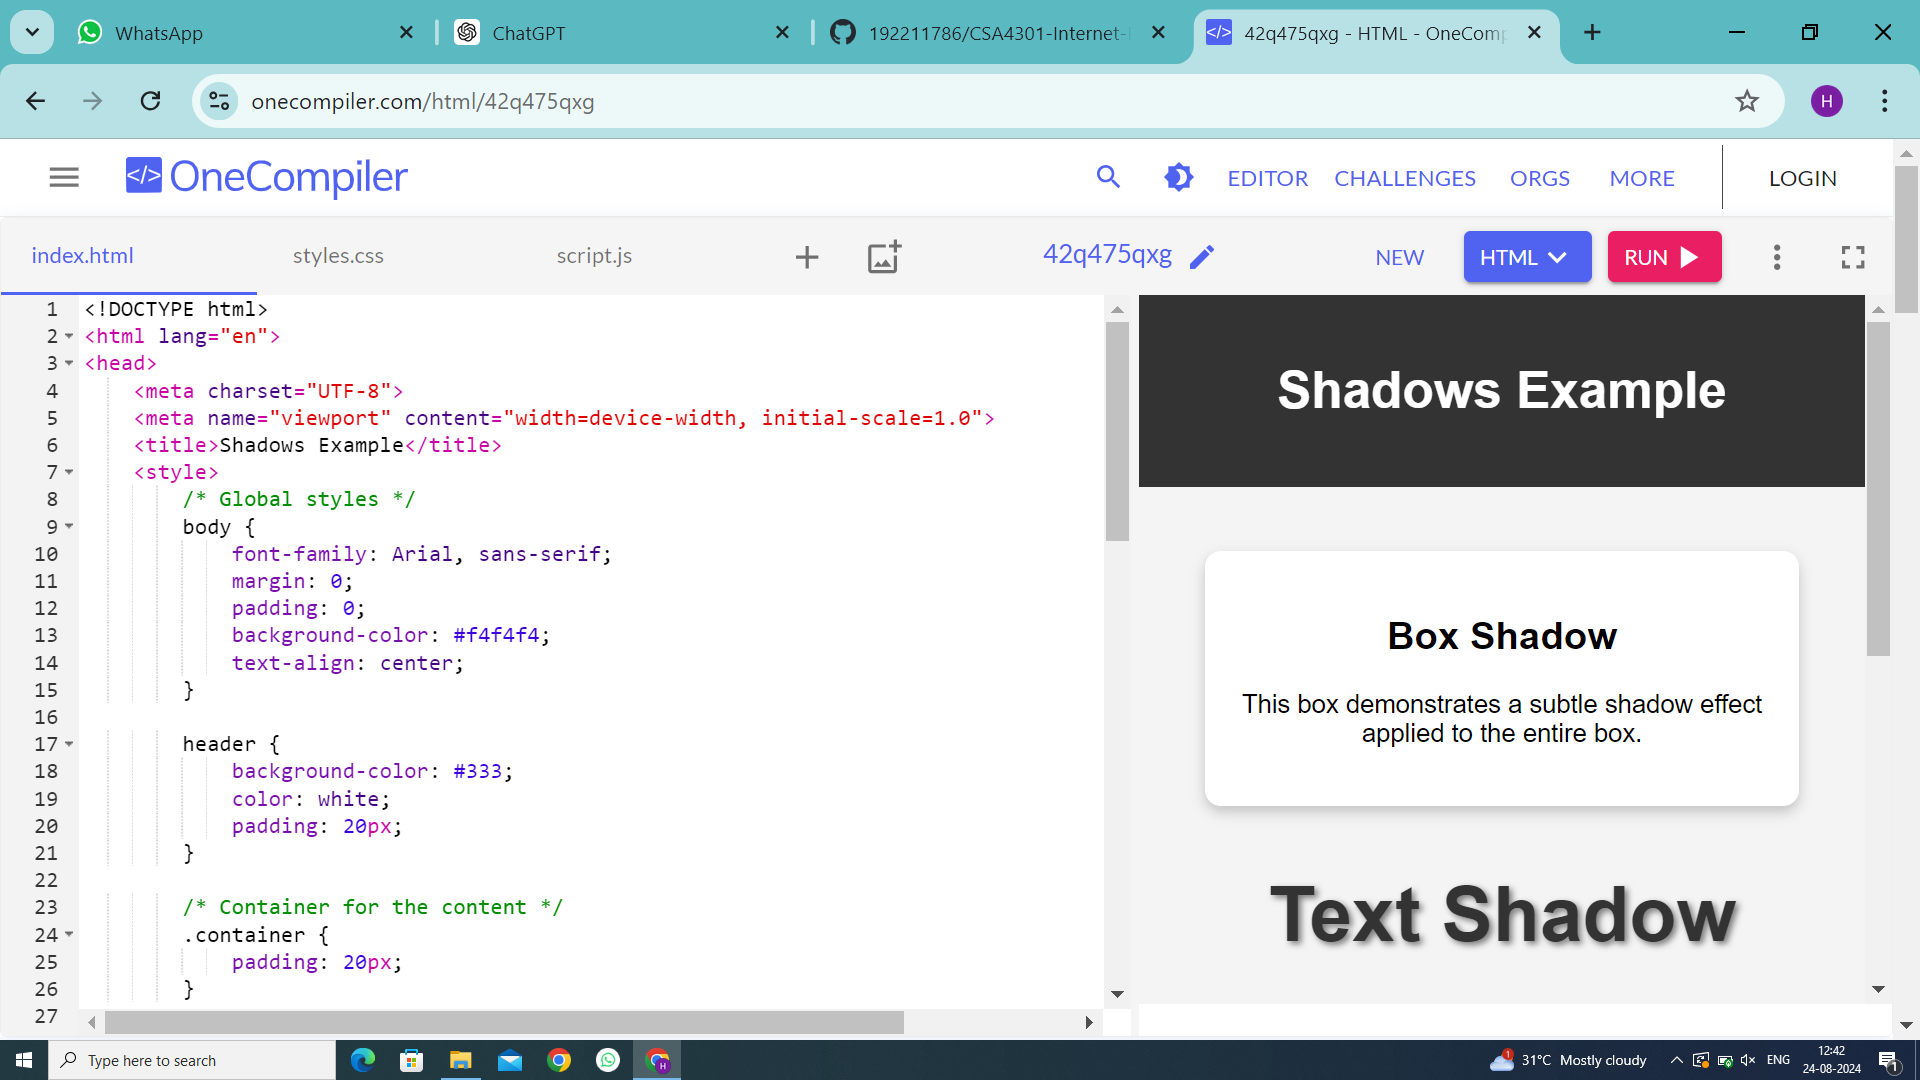 WhatsApp
ChatGPT
192211786/CSA4301-Internet-
42q475qxg - HTML - OneComp
onecompiler.com/html/42q475qxg
H
</> OneCompiler
EDITOR CHALLENGES ORGS MORE LOGIN
index.html styles.css script.js
42q475qxg NEW HTML RUN
1 <!DOCTYPE html>
2 <html lang="en">
3 <head>
4 <meta charset="UTF-8">
5 <meta name="viewport" content="width=device-width, initial-scale=1.0">
6 <title>Shadows Example</title>
7 <style>
8 /* Global styles */
9 body {
10 font-family: Arial, sans-serif;
11 margin: 0;
12 padding: 0;
13 background-color: #f4f4f4;
14 text-align: center;
15 }
16
17 header {
18 background-color: #333;
19 color: white;
20 padding: 20px;
21 }
22
23 /* Container for the content */
24 .container {
25 padding: 20px;
26 }
27
Shadows Example
Box Shadow
This box demonstrates a subtle shadow effect
applied to the entire box.
Text Shadow
Type here to search
H
1
31°C Mostly cloudy
ENG
12:42
24-08-2024
1